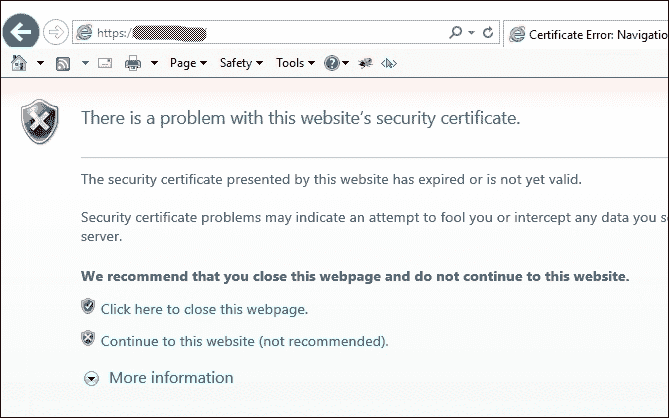 https:/
Certificate Error: Navigatio
Page Safety Tools
There is a problem with this website's security certificate.
The security certificate presented by this website has expired or is not yet valid.
Security certificate problems may indicate an attempt to fool you or intercept any data you s
server.
We recommend that you close this webpage and do not continue to this website.
Click here to close this webpage.
Continue to this website (not recommended).
More information